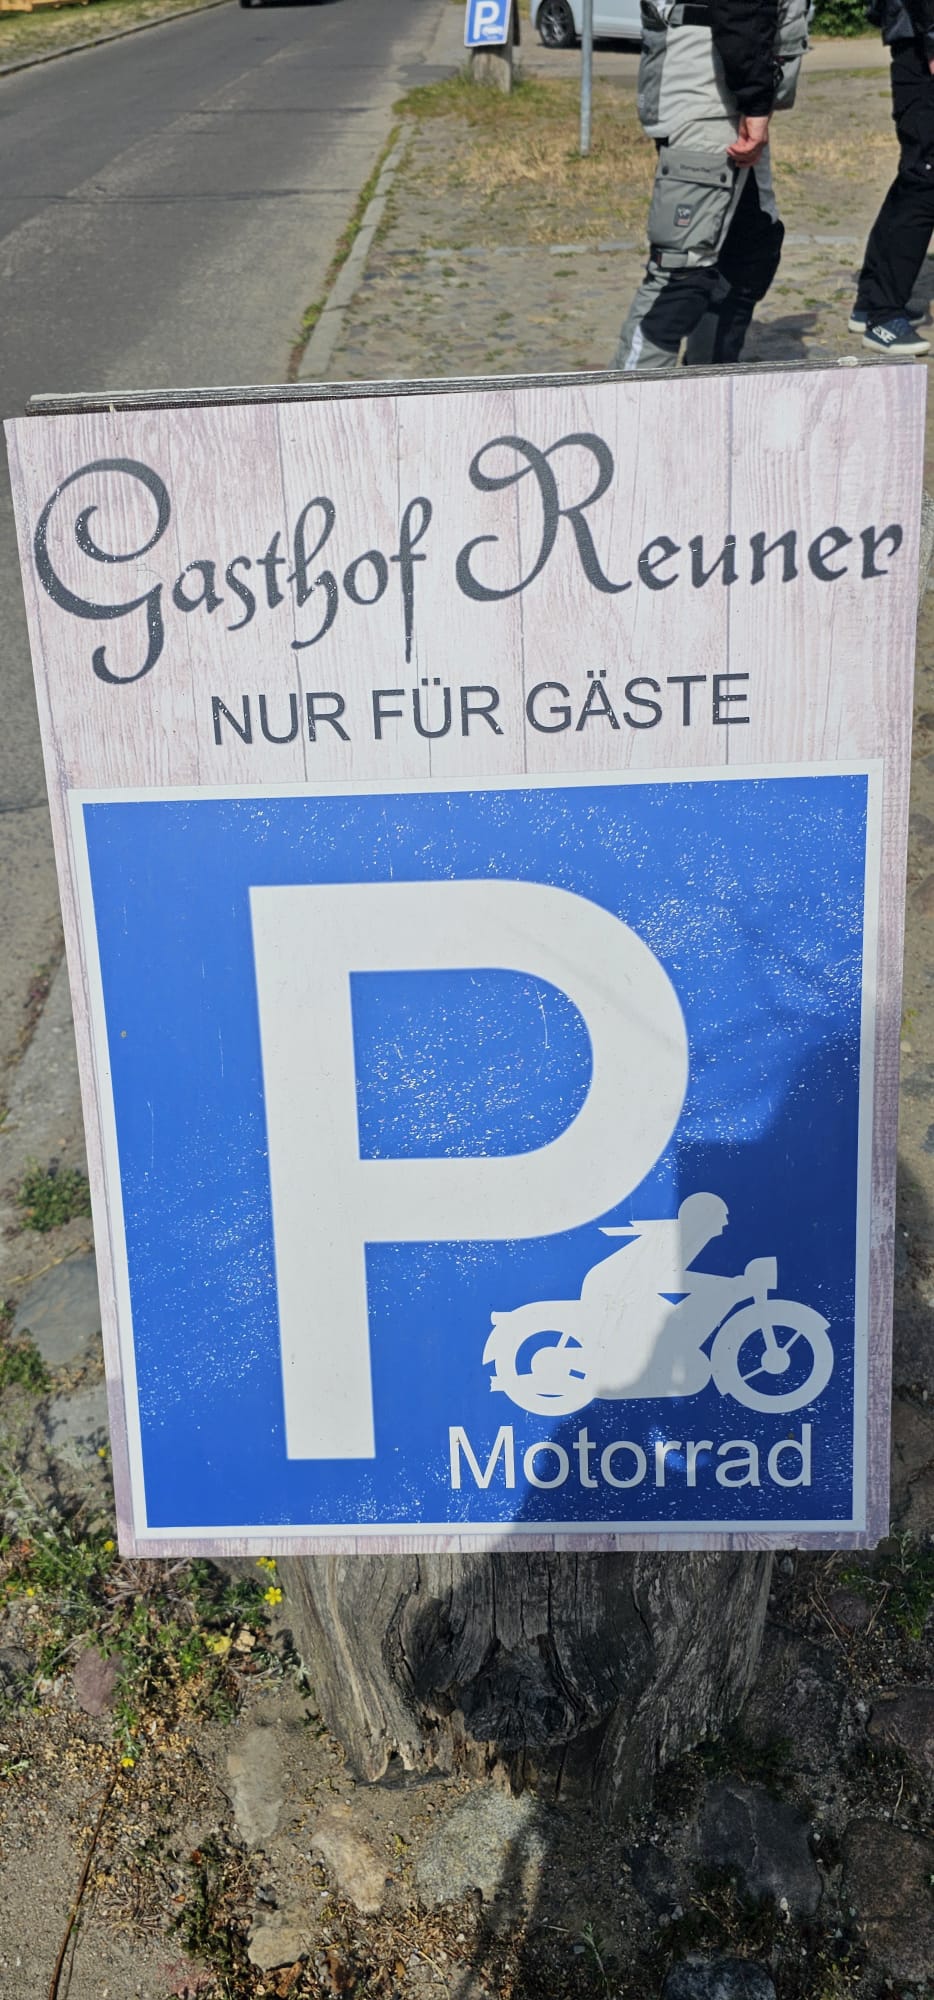 P
Gasthof Reuner
NUR FÜR GÄSTE
P
Motorrad